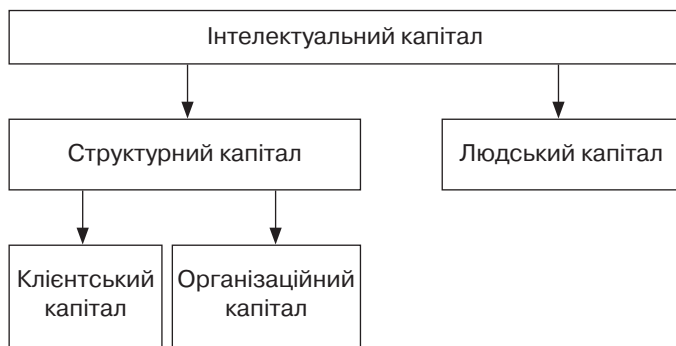 Інтелектуальний капітал
Структурний капітал
Людський капітал
Клієнтський
капітал
Організаційний
капітал